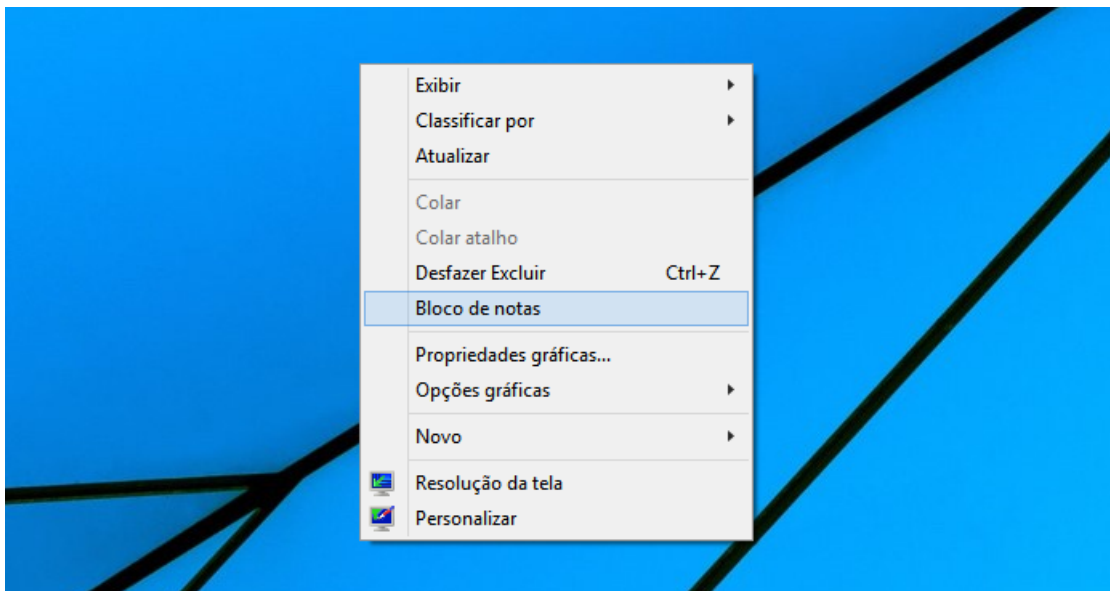 Exibir
Classificar por
Atualizar
Colar
Colar atalho
Desfazer Excluir Ctrl+Z
Bloco de notas
Propriedades gráficas...
Opções gráficas
Novo
Resolução da tela
Personalizar